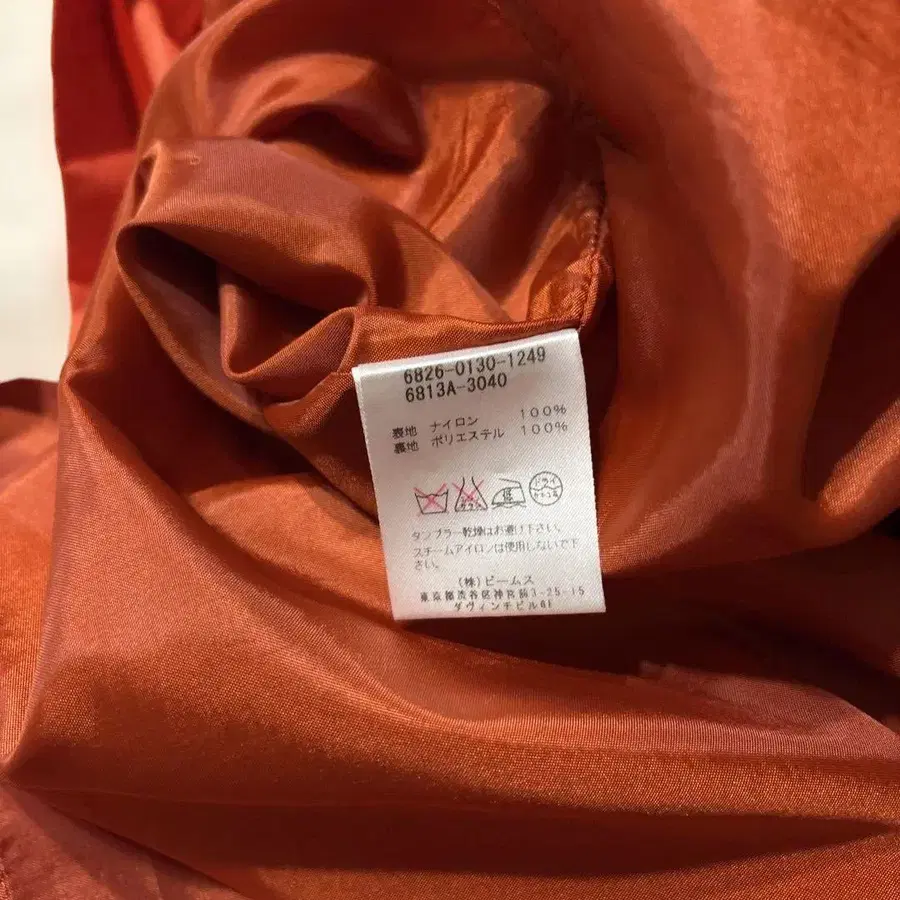 6826-0130-1249
6813A-3040
表地 ナイロン 100%
裏地 ポリエステル 100%
低
ドライ
タンブラー乾燥はお避け下さい。
スチームアイロンは使用しないで下
さい。
(株)ビームス
東京都渋谷区神宮前3-25-15
ダヴィンチビル6F